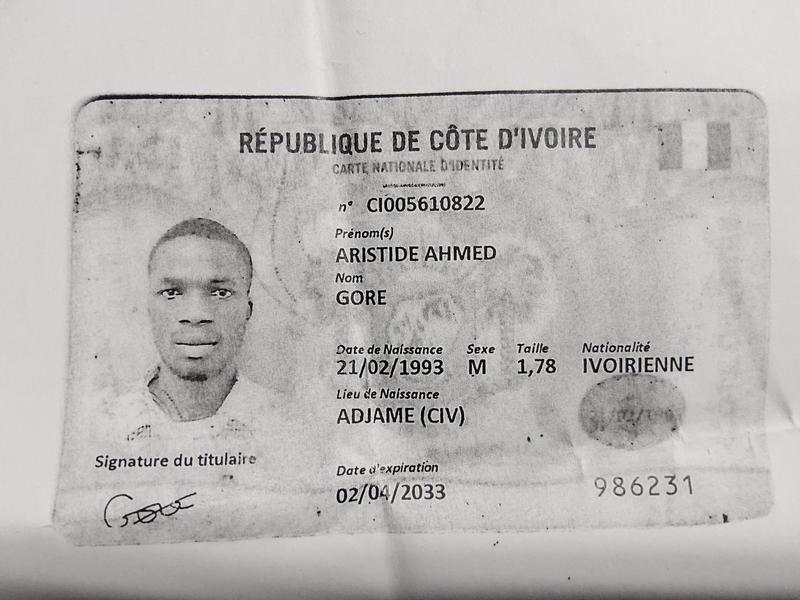 RÉPUBLIQUE DE CÔTE D'IVOIRE
CARTE NATIONALE D'IDENTITÉ
n° CI005610822
Prénom(s)
ARISTIDE AHMED
Nom
GORE
Date de Naissance Sexe Taille Nationalité
21/02/1993 M 1,78 IVOIRIENNE
Lieu de Naissance
ADJAME (CIV)
Signature du titulaire
Date d'expiration
02/04/2033
986231